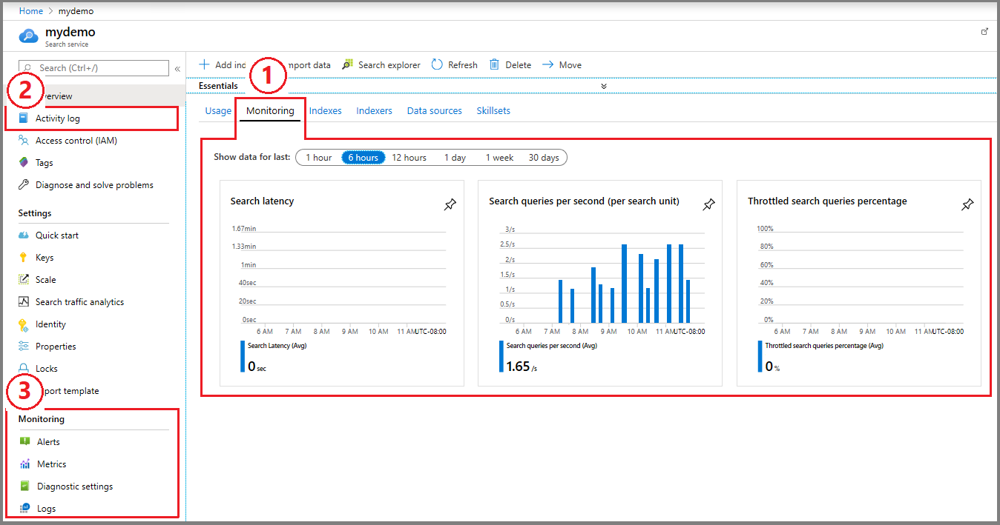 Home > mydemo
mydemo
Search service
Search (Ctrl+/)
«
2
erview
Activity log
Access control (IAM)
Tags
Diagnose and solve problems
Settings
Quick start
Keys
Scale
Search traffic analytics
Identity
Properties
Locks
3
port template
Monitoring
Alerts
Metrics
Diagnostic settings
Logs
Add ind
1
mport data
Search explorer
Refresh
Delete
Move
Essentials
Usage
Monitoring
Indexes
Indexers
Data sources
Skillsets
Show data for last:
1 hour
6 hours
12 hours
1 day
1 week
30 days
Search latency
1.67min
1.33min
1min
40sec
20sec
0sec
6 AM 7 AM 8 AM 9 AM 10 AM 11 AM UTC-08:00
Search Latency (Avg)
0 sec
Search queries per second (per search unit)
3/s
2.5/s
2/s
1.5/s
1/s
0.5/s
0/s
6 AM 7 AM 8 AM 9 AM 10 AM 11 AM UTC-08:00
Search queries per second (Avg)
1.65 /s
Throttled search queries percentage
100%
80%
60%
40%
20%
0%
6 AM 7 AM 8 AM 9 AM 10 AM 11 AM UTC-08:00
Throttled search queries percentage (Avg)
0 %